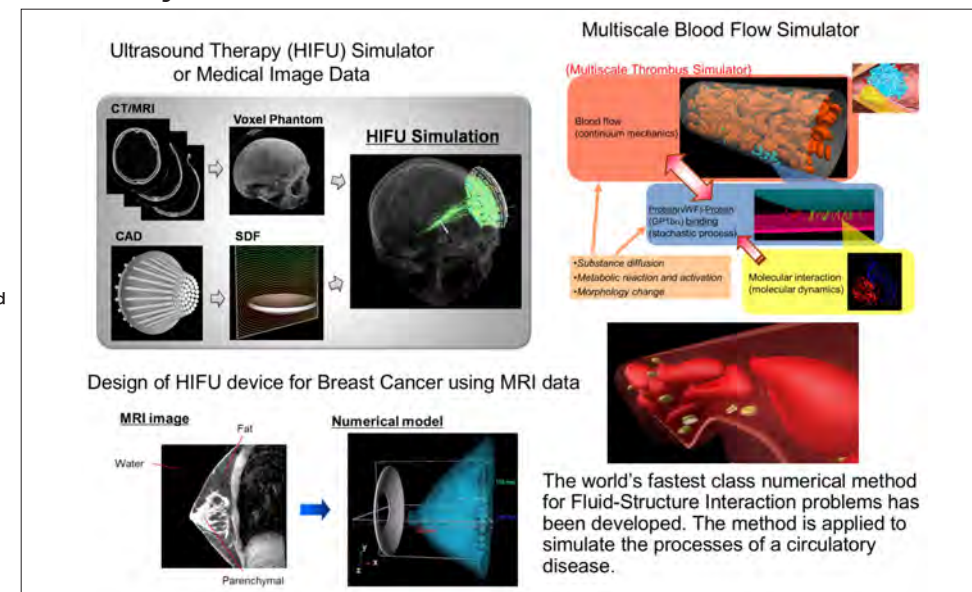 Ultrasound Therapy (HIFU) Simulator
or Medical Image Data
CT/MRI
Voxel Phantom
HIFU Simulation
CAD
SDF
Design of HIFU device for Breast Cancer using MRI data
MRI image
Fat
Water
Parenchymal
Numerical model
Multiscale Blood Flow Simulator
(Multiscale Thrombus Simulator)
Blood flow
(continuum mechanics)
Protein(vWF)-Protein
binding
(stochastic process)
•Substance diffusion
•Metabolic reaction and activation
•Morphology change
Molecular interaction
(molecular dynamics)
The world's fastest class numerical method
for Fluid-Structure Interaction problems has
been developed. The method is applied to
simulate the processes of a circulatory
disease.